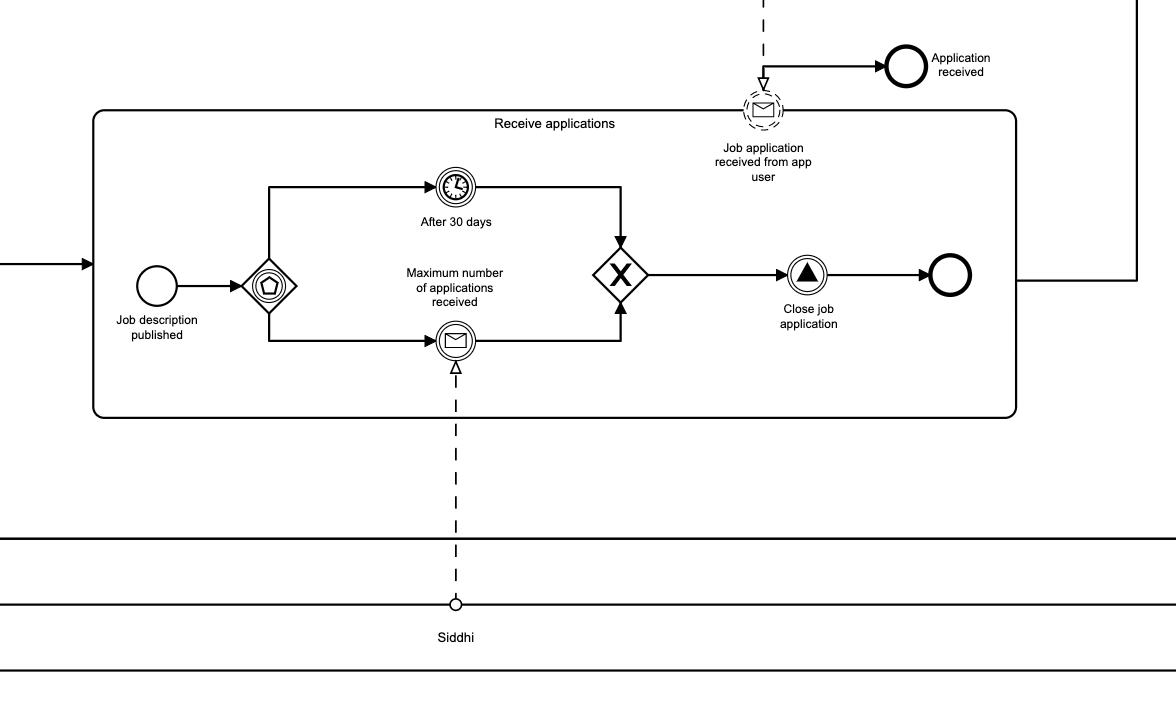 Application
received
Receive applications
Job application
received from app
user
After 30 days
Maximum number
of applications
received
Job description
published
X
Close job
application
Siddhi